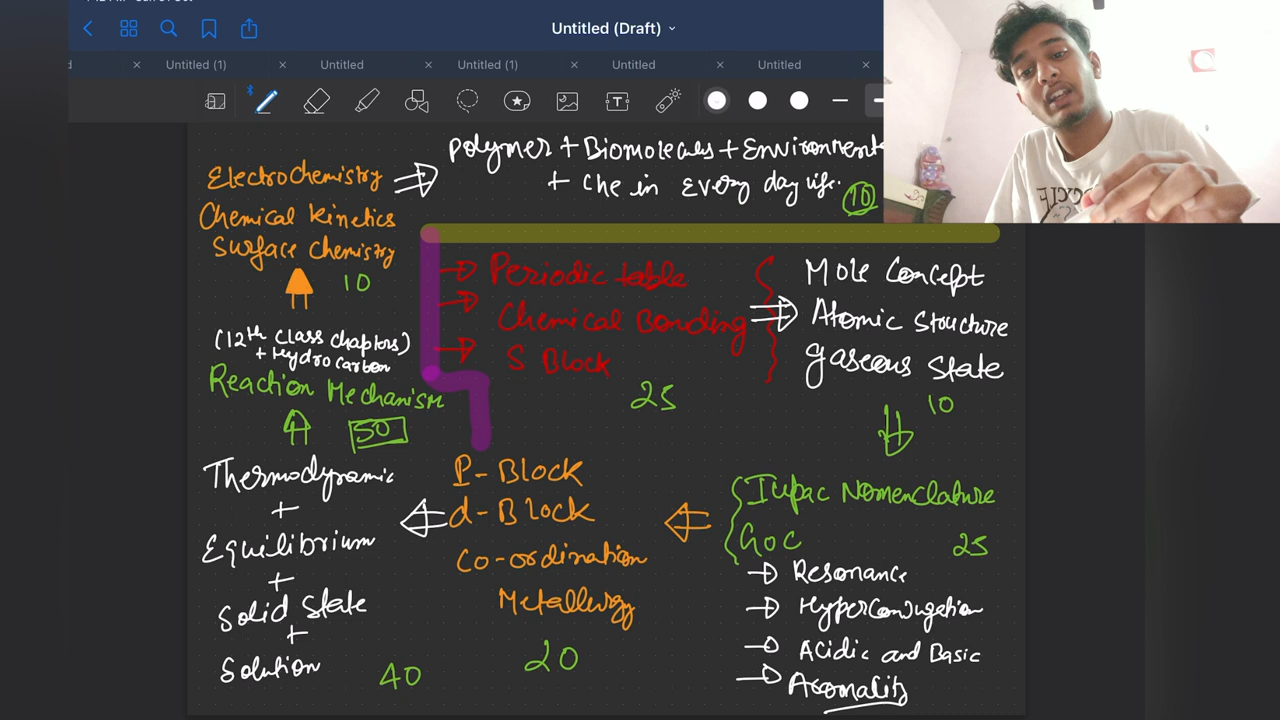 Untitled (Draft)
d
Untitled (1)
Untitled
Untitled (1)
Untitled
Untitled
T
Polymer + Biomolecules + Environmenta
+ Che in Every day life.
10
Electrochemistry
Chemical kinetics
Surface Chemistry
10
(12th Class chapters)
+ Hydrocarbon
Reaction Mechanism
50
Periodic table
Chemical Bonding
S Block
25
Mole Concept
Atomic Structure
gaseous State
10
Iupac Nomenclature
GOC
25
Resonance
Hyperconjugation
Acidic and Basic
P-Block
d-Block
Co-ordination
Metallurgy
20
Thermodynamic
+
Equilibrium
+
Solid State
+
Solution
40